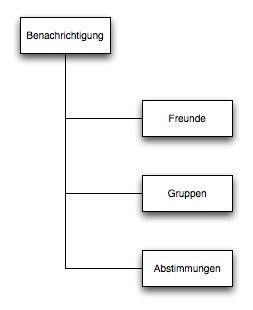 Benachrichtigung
Freunde
Gruppen
Abstimmungen